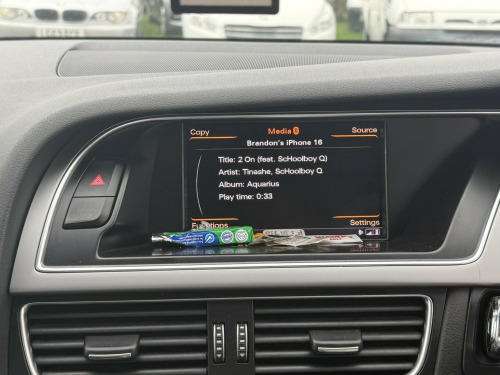 Copy
Media
Source
Brandon's iPhone 16
Title: 2 On (feat. ScHoolboy Q)
Artist: Tinashe, ScHoolboy Q
Album: Aquarius
Play time: 0:33
Functions
Settings